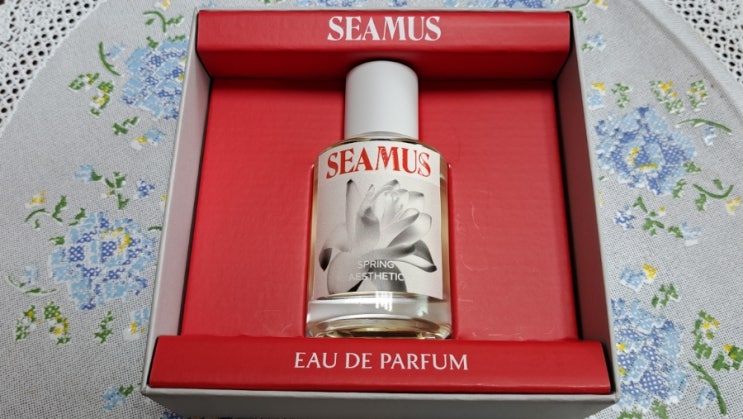 SEAMUS
SEAMUS
SPRING
AESTHETIC
EAU DE PARFUM